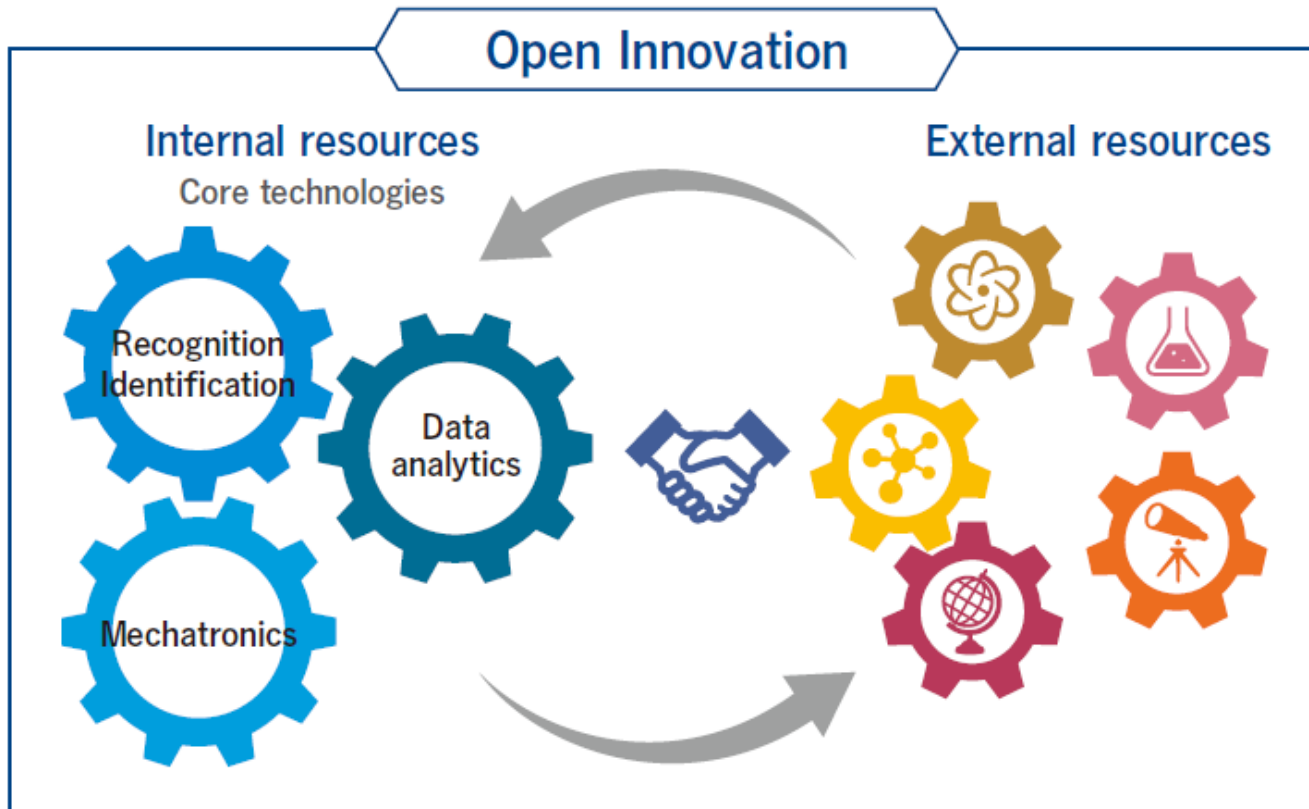 Open Innovation
Internal resources
External resources
Core technologies
Recognition
Identification
Data
analytics
Mechatronics